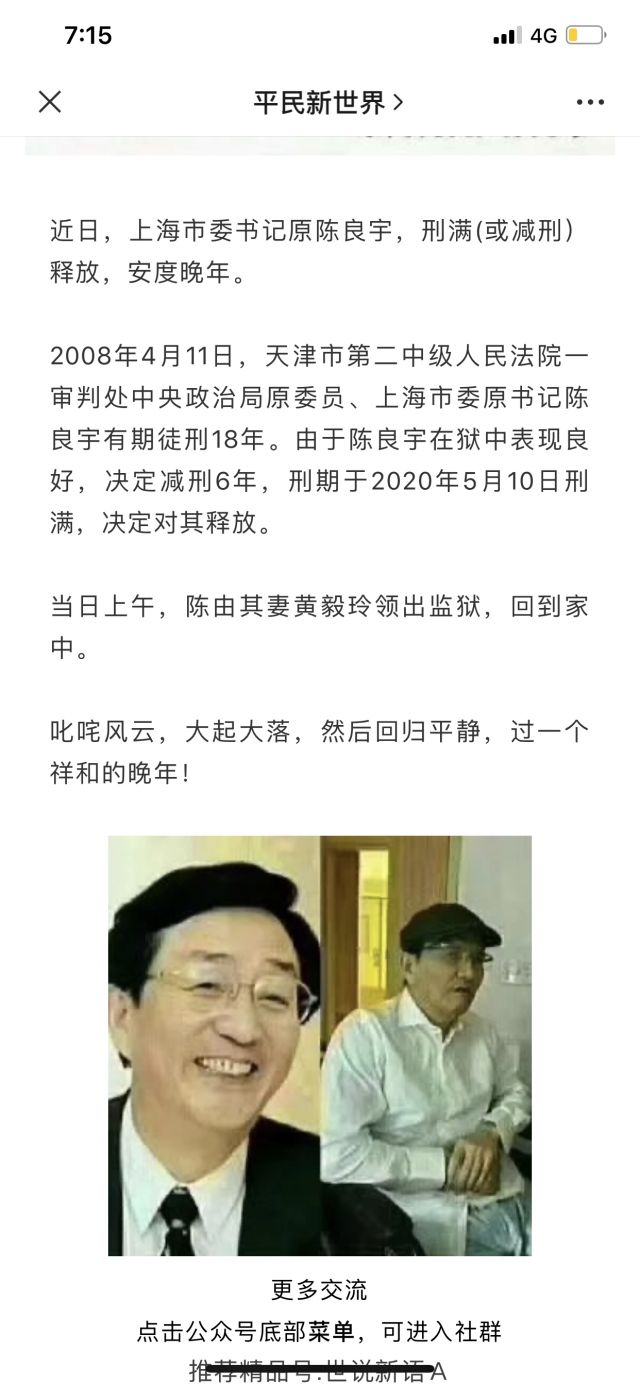 7:15
4G
平民新世界
近日，上海市委书记原陈良宇，刑满(或减刑)
释放，安度晚年。
2008年4月11日，天津市第二中级人民法院一
审判处中央政治局原委员、上海市委原书记陈
良宇有期徒刑18年。由于陈良宇在狱中表现良
好，决定减刑6年，刑期于2020年5月10日刑
满，决定对其释放。
当日上午，陈由其妻黄毅玲领出监狱，回到家
中。
叱咤风云，大起大落，然后回归平静，过一个
祥和的晚年！
更多交流
点击公众号底部菜单，可进入社群
推荐精品号:世说新语A